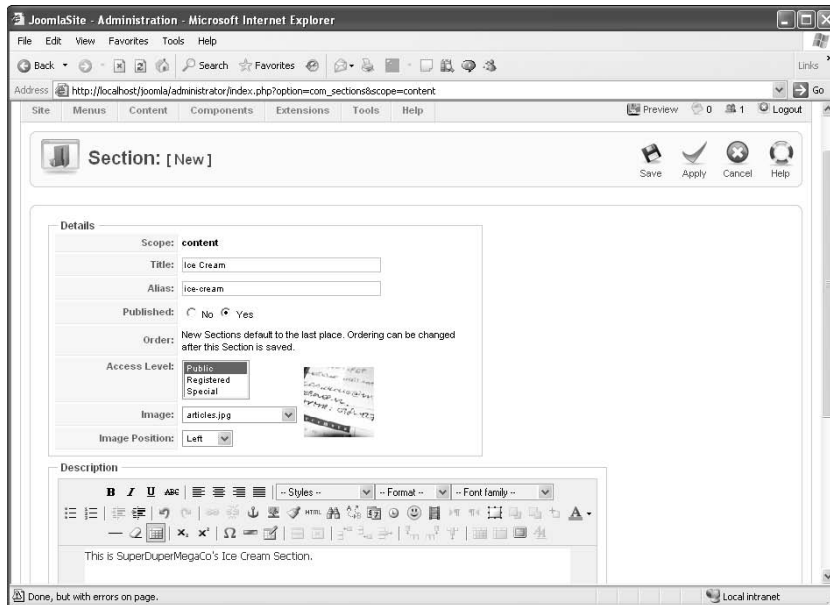 JoomlaSite - Administration - Microsoft Internet Explorer
File Edit View Favorites Tools Help
Back Search Favorites Links
Address http://localhost/joomla/administrator/index.php?option=com_sections&scope=content Go
Site Menus Content Components Extensions Tools Help Preview 0 1 Logout
Section: [ New ]
Save Apply Cancel Help
Details
Scope: content
Title: Ice Cream
Alias: ice-cream
Published: No Yes
Order: New Sections default to the last place. Ordering can be changed
after this Section is saved.
Access Level: Public
Registered
Special
Image: articles.jpg
Image Position: Left
Description
B I U ABC -- Styles -- -- Format -- -- Font family --
HTML
This is SuperDuperMegaCo's Ice Cream Section.
Done, but with errors on page. Local intranet